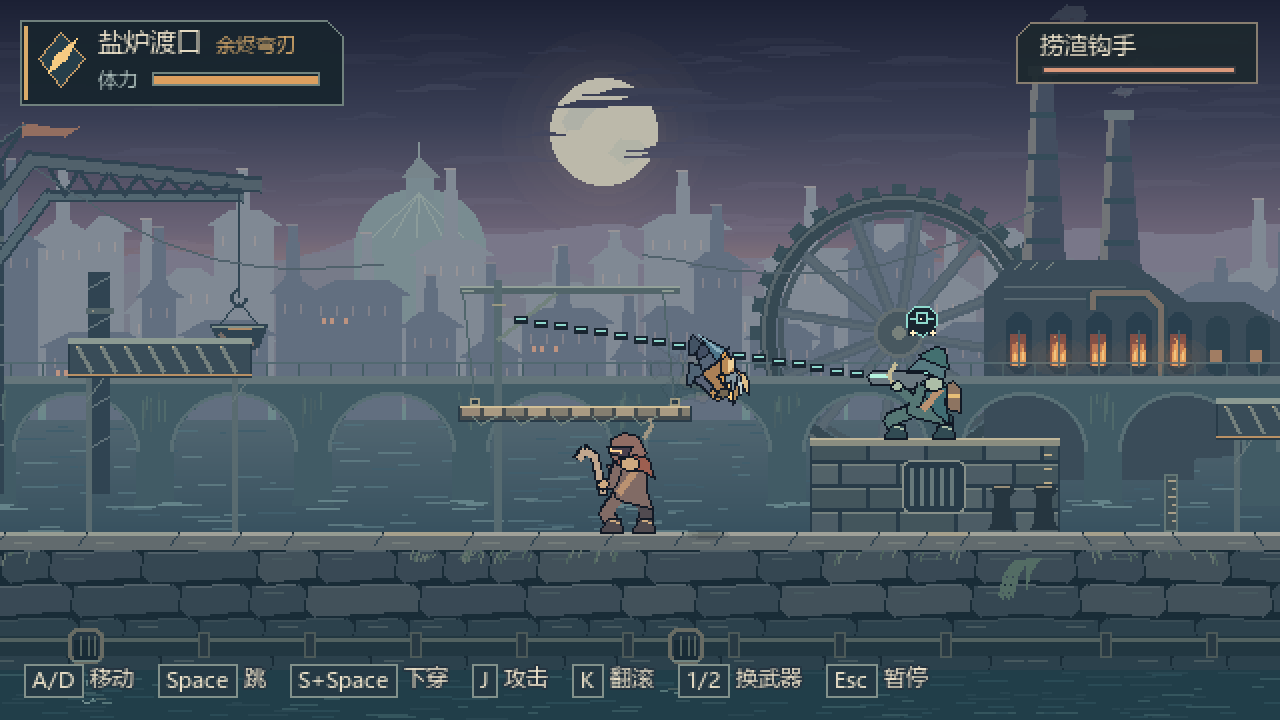 盐炉渡口 余烬弯刃
体力
捞渣钩手
A/D 移动 Space 跳 S+Space 下穿 J 攻击 K 翻滚 1/2 换武器 Esc 暂停